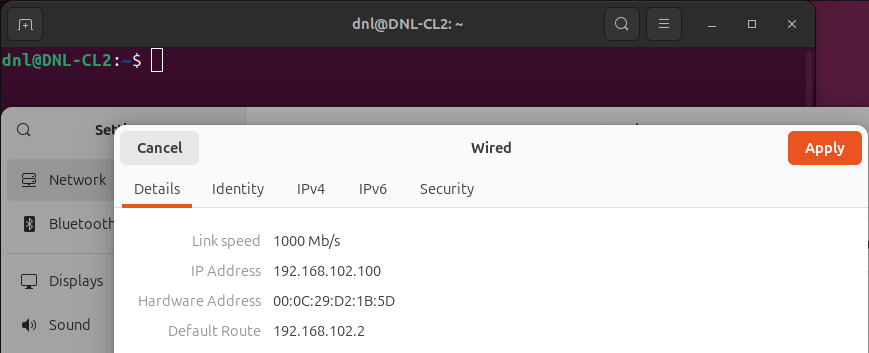 dnl@DNL-CL2: ~
dnl@DNL-CL2:~$
Cancel
Wired
Apply
Network
Details
Identity
IPv4
IPv6
Security
Bluetooth
Link speed 1000 Mb/s
IP Address 192.168.102.100
Displays
Hardware Address 00:0C:29:D2:1B:5D
Sound
Default Route 192.168.102.2